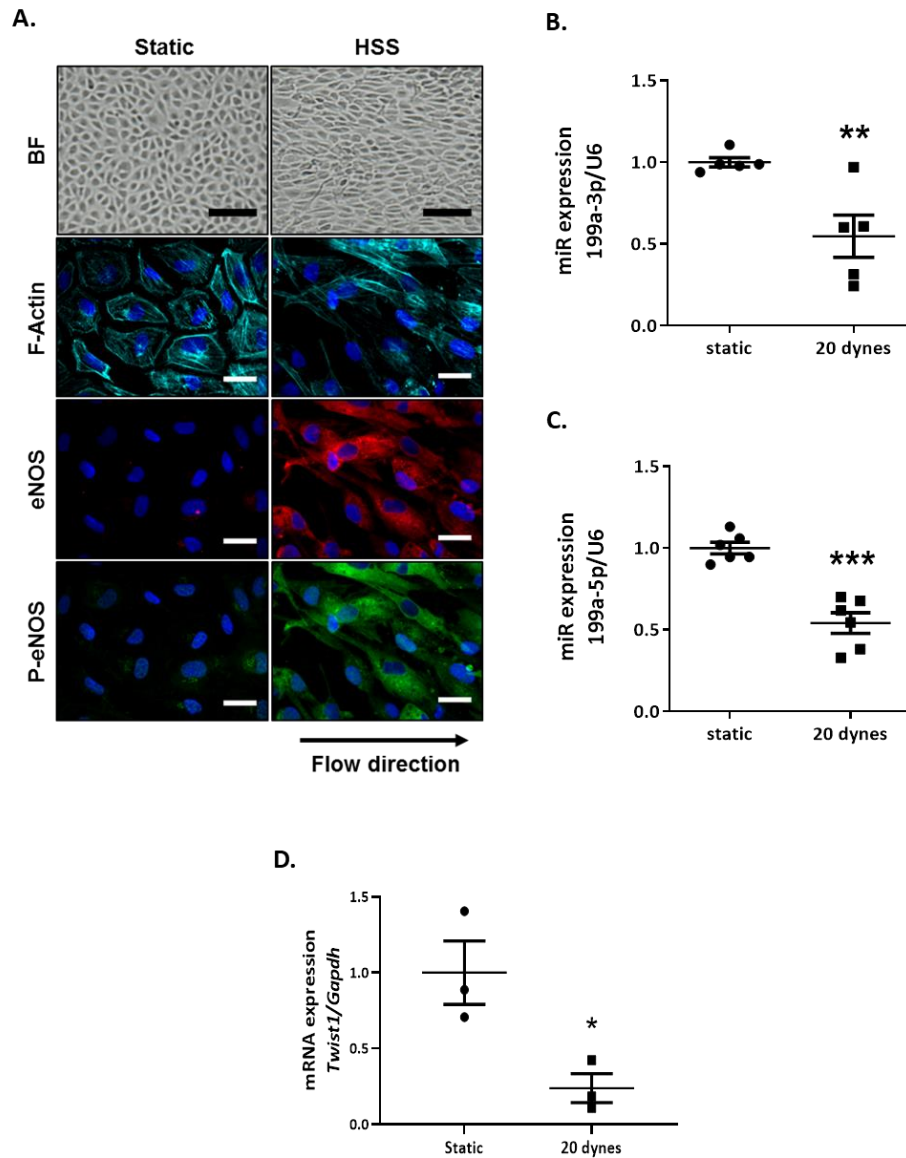 A.
Static HSS
BF
F-Actin
eNOS
P-eNOS
Flow direction
B.
miR expression
199a-3p/U6
1.5
1.0
0.5
0.0
**
static 20 dynes
C.
miR expression
199a-5p/U6
1.5
1.0
0.5
0.0
***
static 20 dynes
D.
mRNA expression
Twist1/Gapdh
1.5
1.0
0.5
0.0
*
Static 20 dynes